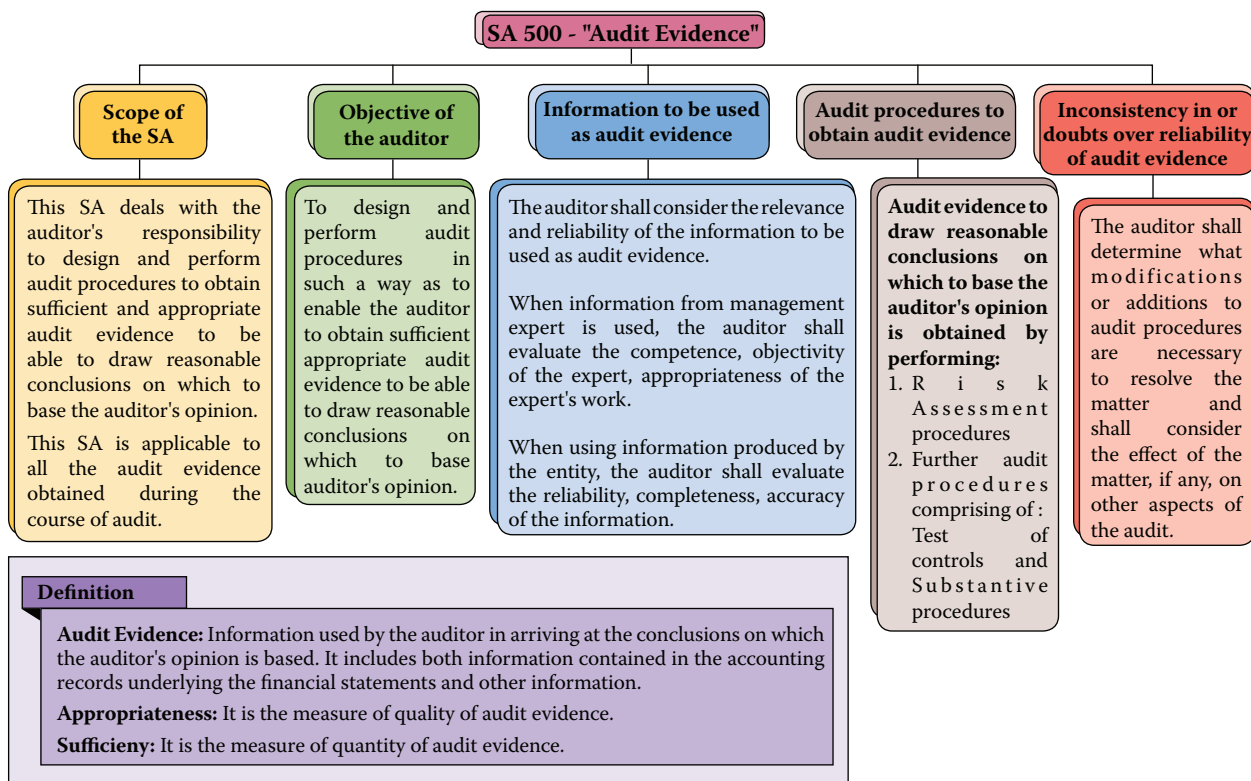 SA 500 - "Audit Evidence"
Scope of
the SA
This SA deals with the
auditor's responsibility
to design and perform
audit procedures to obtain
sufficient and appropriate
audit evidence to be
able to draw reasonable
conclusions on which to
base the auditor's opinion.
This SA is applicable to
all the audit evidence
obtained during the
course of audit.
Objective of
the auditor
To design and
perform audit
procedures in
such a way as to
enable the auditor
to obtain sufficient
appropriate audit
evidence to be able
to draw reasonable
conclusions on
which to base
auditor's opinion.
Information to be used
as audit evidence
The auditor shall consider the relevance
and reliability of the information to be
used as audit evidence.
When information from management
expert is used, the auditor shall
evaluate the competence, objectivity
of the expert, appropriateness of the
expert's work.
When using information produced by
the entity, the auditor shall evaluate
the reliability, completeness, accuracy
of the information.
Audit procedures to
obtain audit evidence
Audit evidence to
draw reasonable
conclusions on
which to base the
auditor's opinion
is obtained by
performing:
1. Risk
Assessment
procedures
2. Further audit
procedures
comprising of :
Test of
controls and
Substantive
procedures
Inconsistency in or
doubts over reliability
of audit evidence
The auditor shall
determine what
modifications
or additions to
audit procedures
are necessary
to resolve the
matter and
shall consider
the effect of the
matter, if any, on
other aspects of
the audit.
Definition
Audit Evidence: Information used by the auditor in arriving at the conclusions on which
the auditor's opinion is based. It includes both information contained in the accounting
records underlying the financial statements and other information.
Appropriateness: It is the measure of quality of audit evidence.
Sufficieny: It is the measure of quantity of audit evidence.